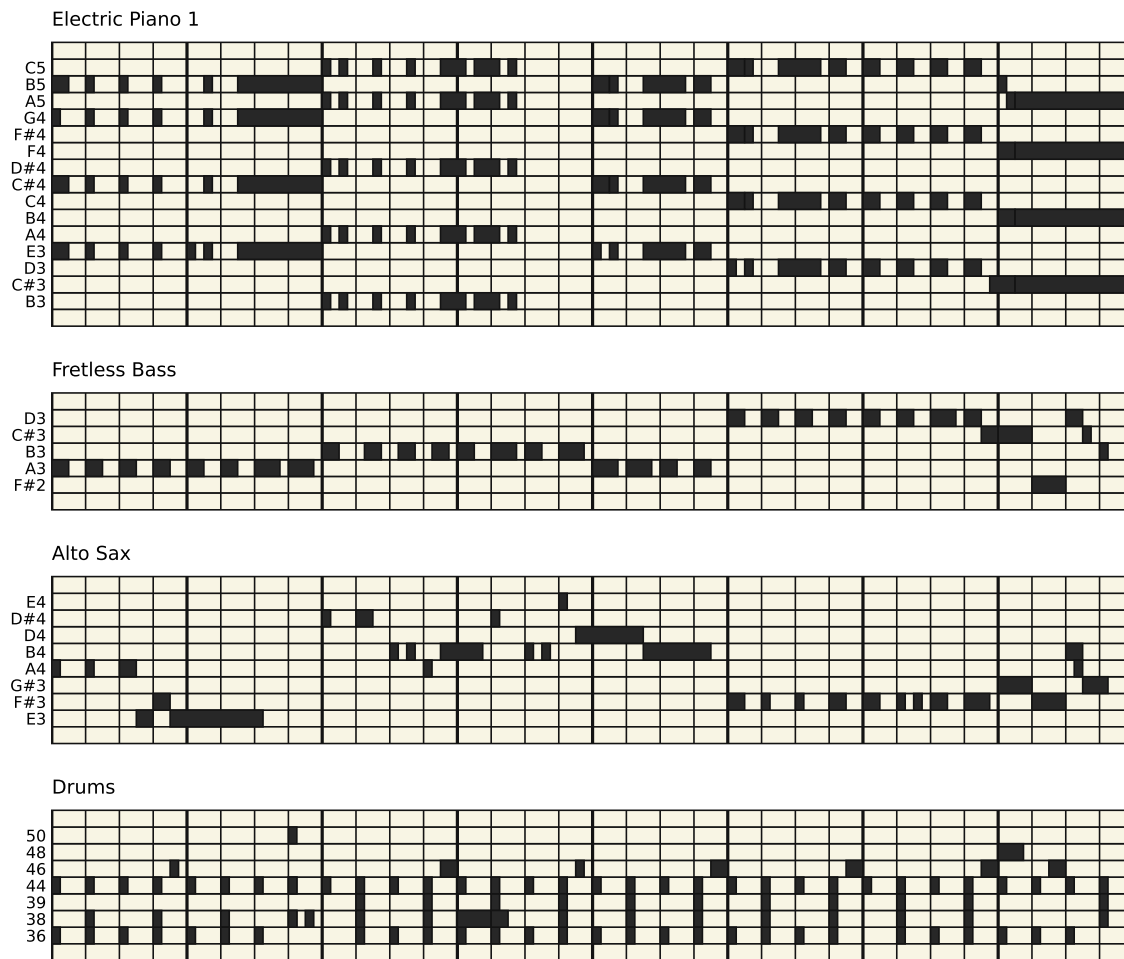 Electric Piano 1
C5
B5
A5
G4
F#4
F4
D#4
C#4
C4
B4
A4
E3
D3
C#3
B3
Fretless Bass
D3
C#3
B3
A3
F#2
Alto Sax
E4
D#4
D4
B4
A4
G#3
F#3
E3
Drums
50
48
46
44
39
38
36